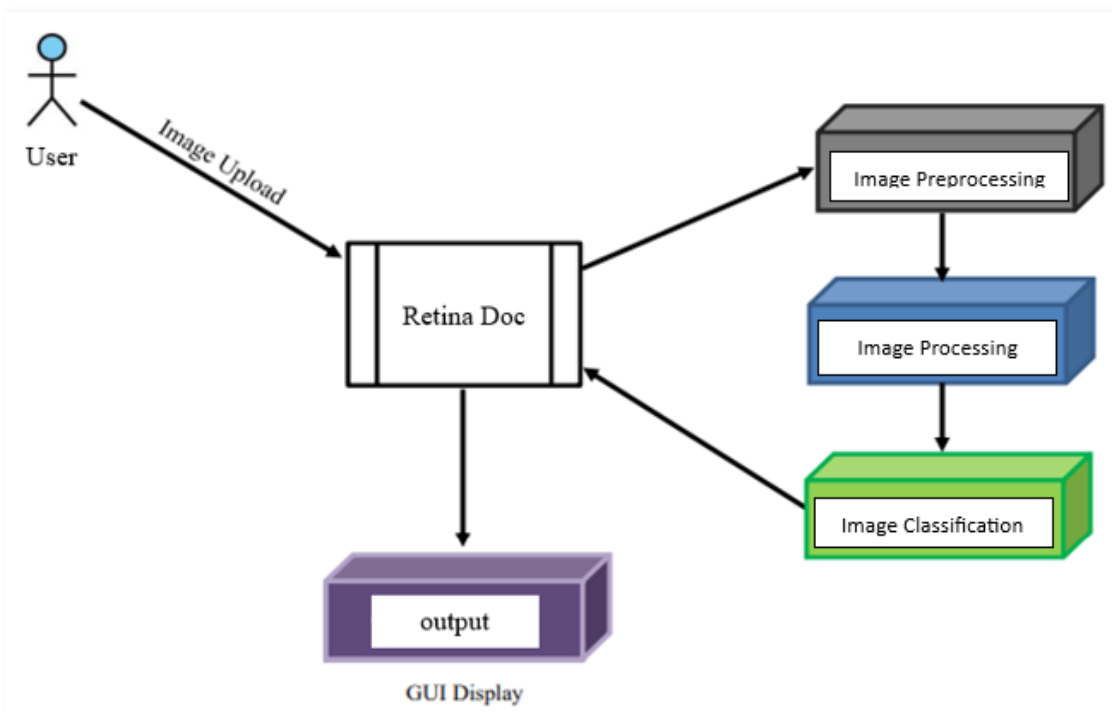 User
Image Upload
Image Preprocessing
Retina Doc
Image Processing
Image Classification
output
GUI Display